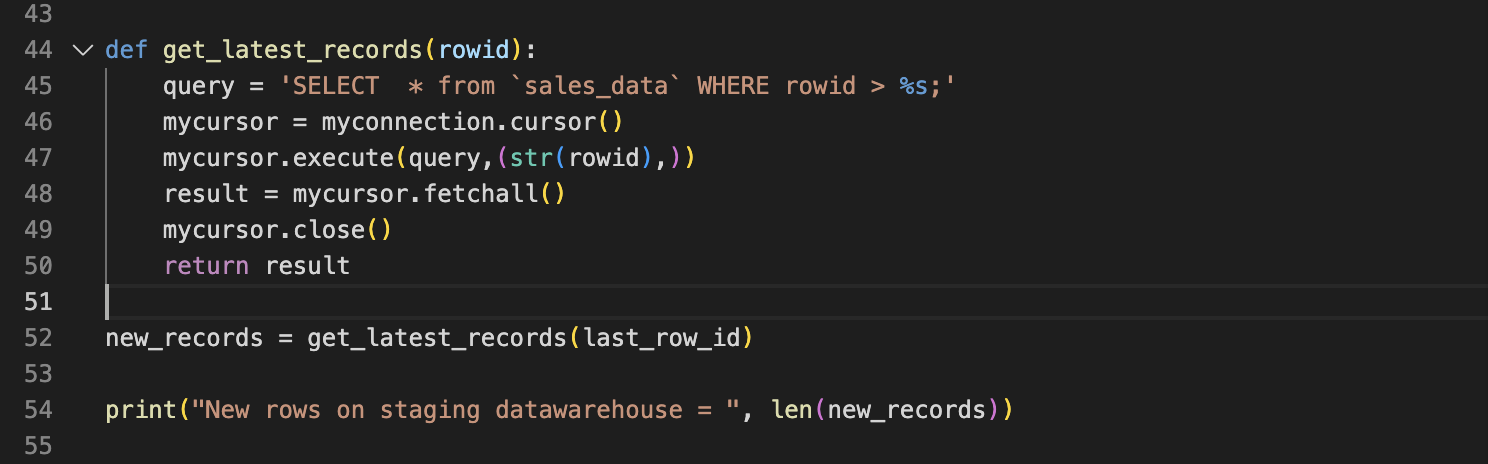 43
44 def get_latest_records(rowid):
45 query = 'SELECT  * from `sales_data` WHERE rowid > %s;'
46 mycursor = myconnection.cursor()
47 mycursor.execute(query,(str(rowid),))
48 result = mycursor.fetchall()
49 mycursor.close()
50 return result
51
52 new_records = get_latest_records(last_row_id)
53
54 print("New rows on staging datawarehouse = ", len(new_records))
55